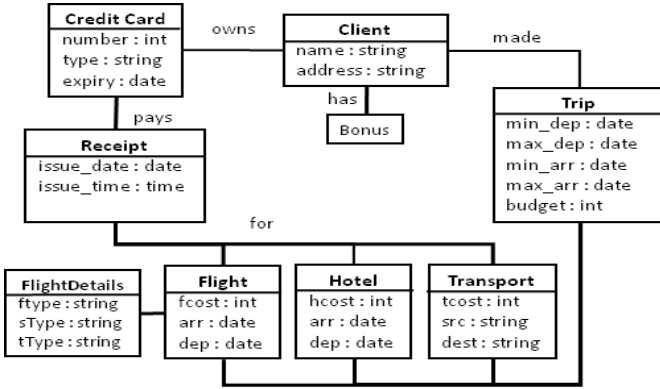 Credit Card
number : int
type : string
expiry : date
owns
Client
name : string
address : string
made
has
Bonus
Trip
min_dep : date
max_dep : date
min_arr : date
max_arr : date
budget : int
pays
Receipt
issue_date : date
issue_time : time
for
FlightDetails
ftype : string
sType : string
tType : string
Flight
fcost : int
arr : date
dep : date
Hotel
hcost : int
arr : date
dep : date
Transport
tcost : int
src : string
dest : string